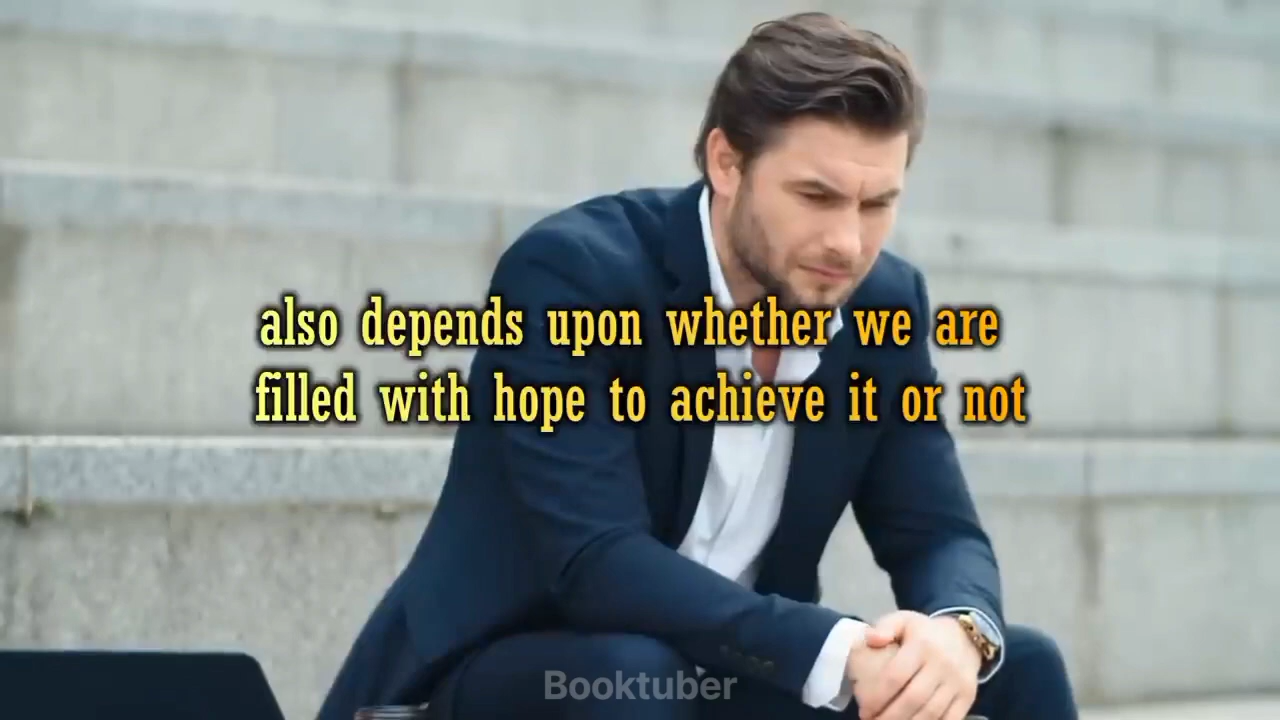 also depends upon whether we are
filled with hope to achieve it or not
Booktuber